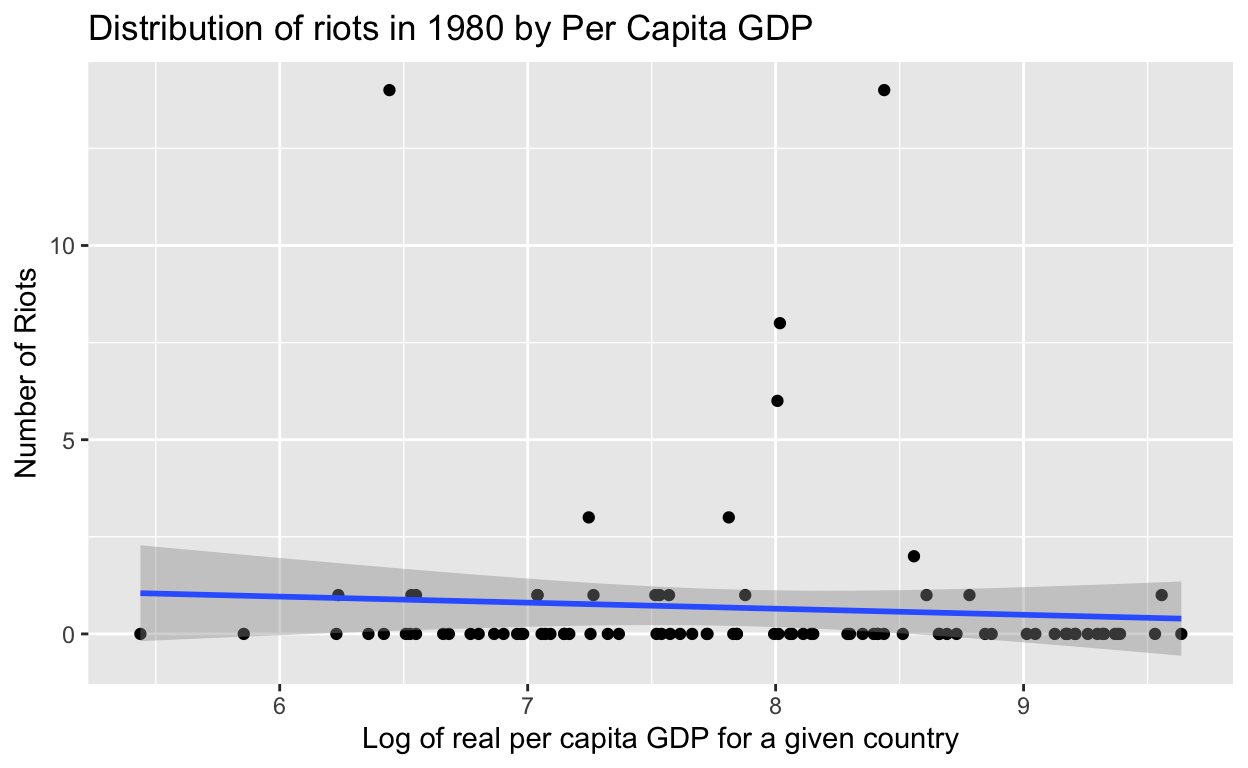 Distribution of riots in 1980 by Per Capita GDP
Number of Riots
10
5
0
6 7 8 9
Log of real per capita GDP for a given country